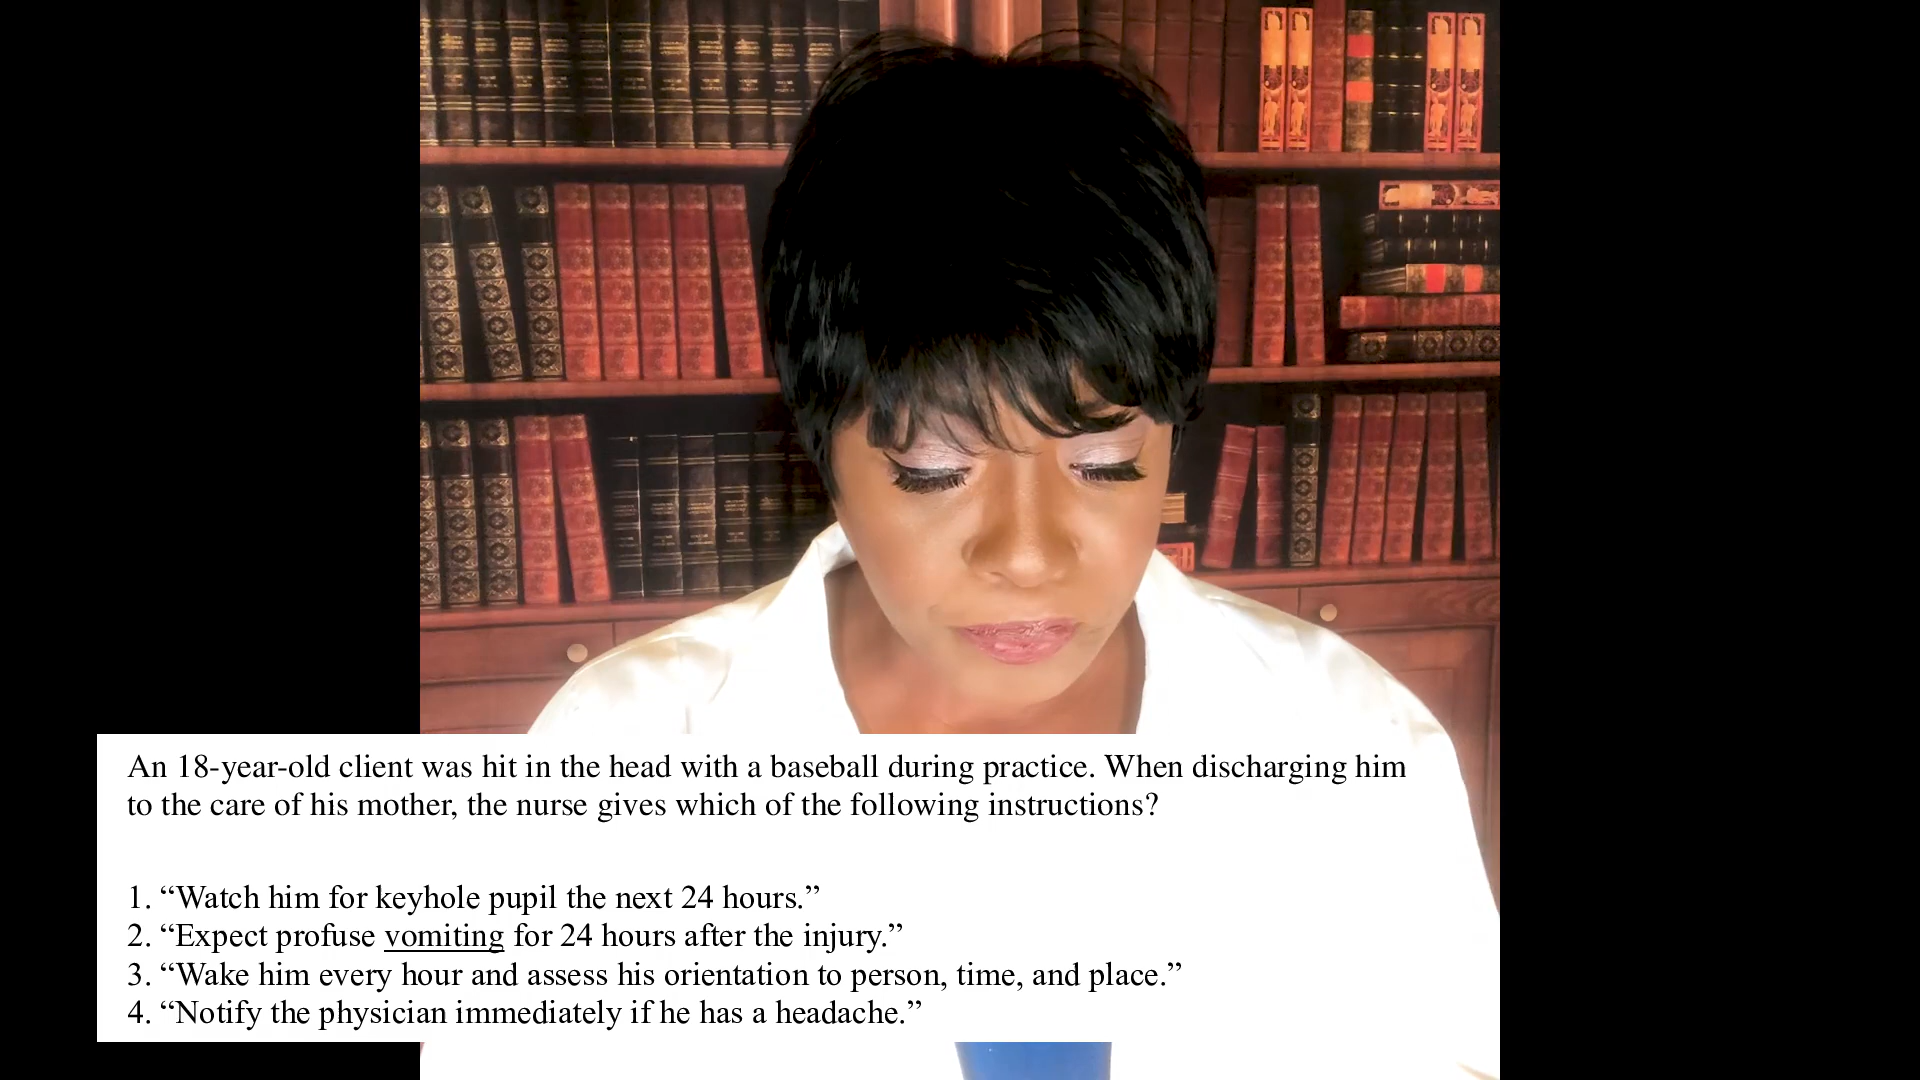 An 18-year-old client was hit in the head with a baseball during practice. When discharging him
to the care of his mother, the nurse gives which of the following instructions?
1. “Watch him for keyhole pupil the next 24 hours.”
2. “Expect profuse vomiting for 24 hours after the injury.”
3. “Wake him every hour and assess his orientation to person, time, and place.”
4. “Notify the physician immediately if he has a headache.”